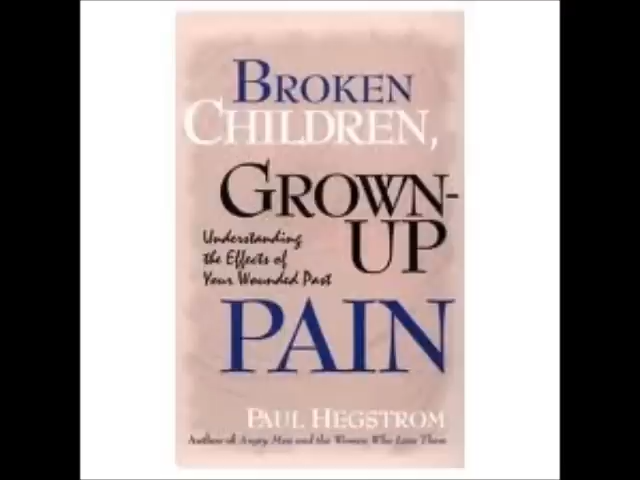 BROKEN
CHILDREN,
GROWN-
UP
Understanding
the Effects of
Your Wounded Past
PAIN
PAUL HEGSTROM
Author of Angry Men and the Women Who Love Them